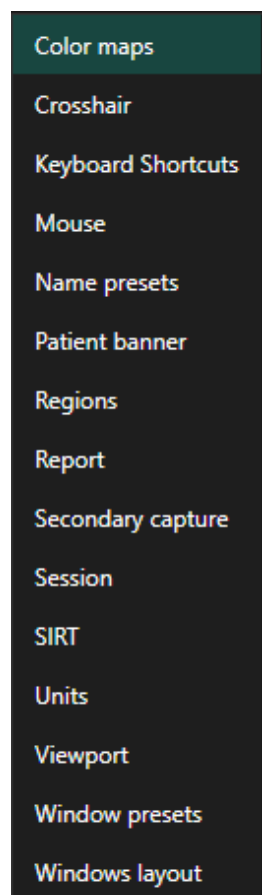 Color maps
Crosshair
Keyboard Shortcuts
Mouse
Name presets
Patient banner
Regions
Report
Secondary capture
Session
SIRT
Units
Viewport
Window presets
Windows layout